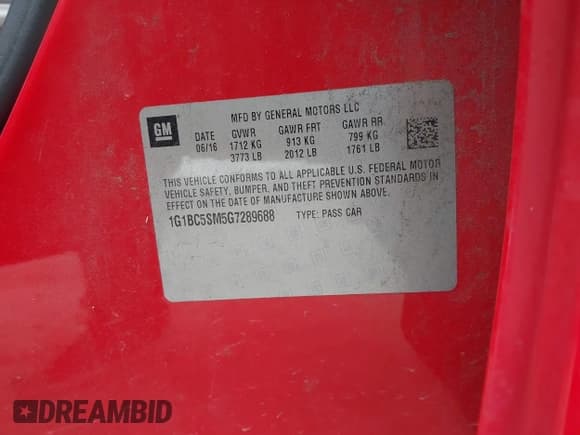 MFD BY GENERAL MOTORS LLC
GM
DATE GVWR GAWR FRT GAWR RR
06/16 1712 KG 913 KG 799 KG
3773 LB 2012 LB 1761 LB
THIS VEHICLE CONFORMS TO ALL APPLICABLE U.S. FEDERAL MOTOR
VEHICLE SAFETY, BUMPER, AND THEFT PREVENTION STANDARDS IN
EFFECT ON THE DATE OF MANUFACTURE SHOWN ABOVE.
1G1BC5SM5G7289688 TYPE: PASS CAR
DREAMBID